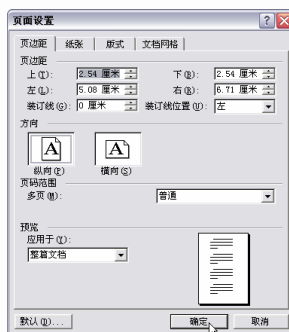 页面设置
页边距 纸张 版式 文档网格
页边距
上(T): 2.54 厘米 下(B): 2.54 厘米
左(L): 5.08 厘米 右(R): 6.71 厘米
装订线(G): 0 厘米 装订线位置(U): 左
方向
A A
纵向(P) 横向(S)
页码范围
多页(M): 普通
预览
应用于(Y):
整篇文档
默认(D)... 确定 取消